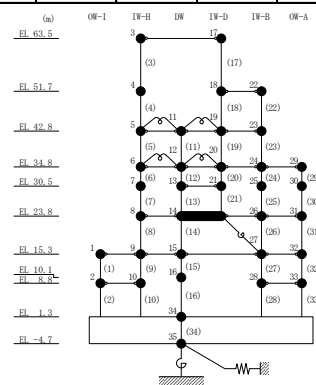 (m) OW-I IW-H DW IW-D IW-B OW-A
EL 63.5 3 17
(3) (17)
EL 51.7 4 18 22
(4) 11 19 (18) (22)
EL 42.8 5 23
(5) 12 (11) 20 (19) (23)
EL 34.8 6 24 29
(6) (12) (20) (24) (29
EL 30.5 7 13 21 25 30
(7) (13) (21) (25) (30
EL 23.8 8 14 26 31
(8) (14) 27 (26) (31
EL 15.3 1 9 15 32
(1) (9) (15) (27) (32
EL 10.1 2 10 16 28 33
EL 8.8
(2) (10) (16) (28) (33
EL 1.3 34
(34)
EL -4.7 35